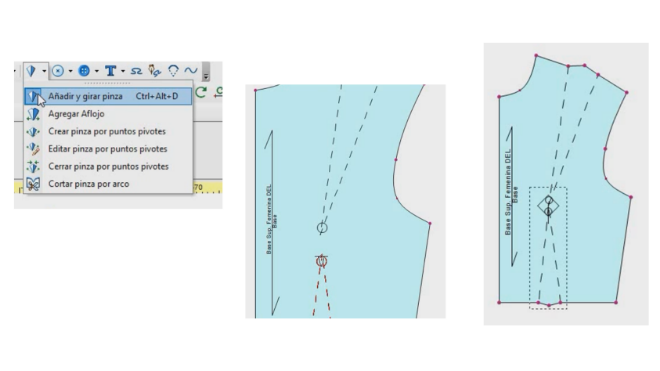 Añadir y girar pinza Ctrl+Alt+D
Agregar Aflojo
Crear pinza por puntos pivotes
Editar pinza por puntos pivotes
Cerrar pinza por puntos pivotes
Cortar pinza por arco
70
Base Sup. Femenina DEL
Base
Base Sup. Femenina DEL
Base